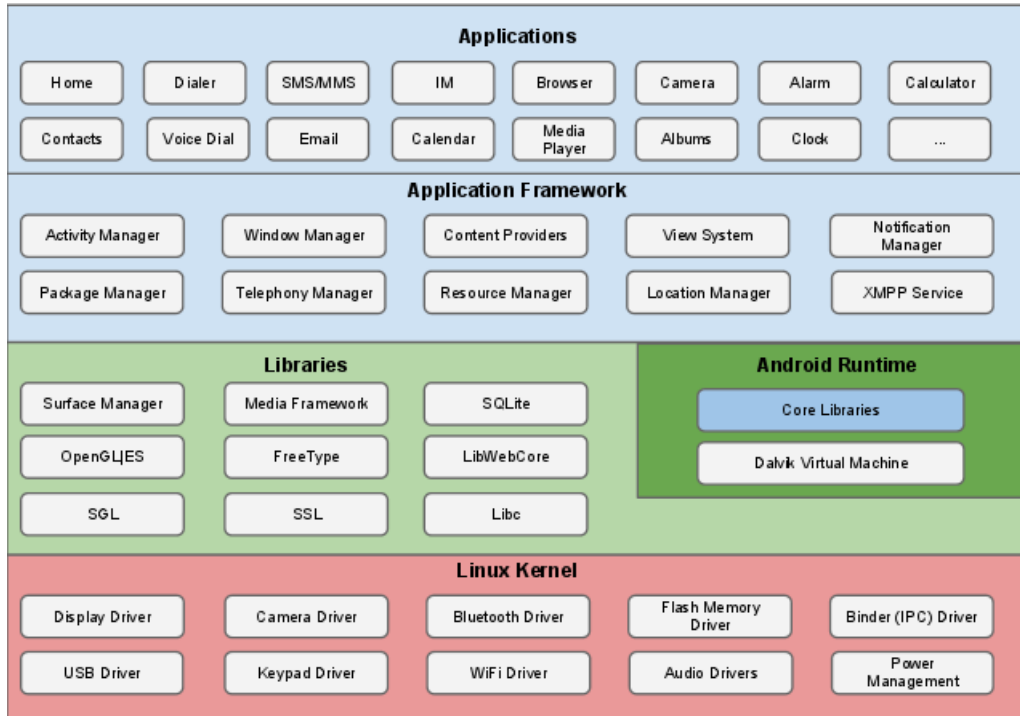 Applications
Home
Dialer
SMS/MMS
IM
Browser
Camera
Alarm
Calculator
Contacts
Voice Dial
Email
Calendar
Media
Player
Albums
Clock
...
Application Framework
Activity Manager
Window Manager
Content Providers
View System
Notification
Manager
Package Manager
Telephony Manager
Resource Manager
Location Manager
XMPP Service
Libraries
Surface Manager
Media Framework
SQLite
OpenGL|ES
FreeType
LibWebCore
SGL
SSL
Libc
Android Runtime
Core Libraries
Dalvik Virtual Machine
Linux Kernel
Display Driver
Camera Driver
Bluetooth Driver
Flash Memory
Driver
Binder (IPC) Driver
USB Driver
Keypad Driver
WiFi Driver
Audio Drivers
Power
Management